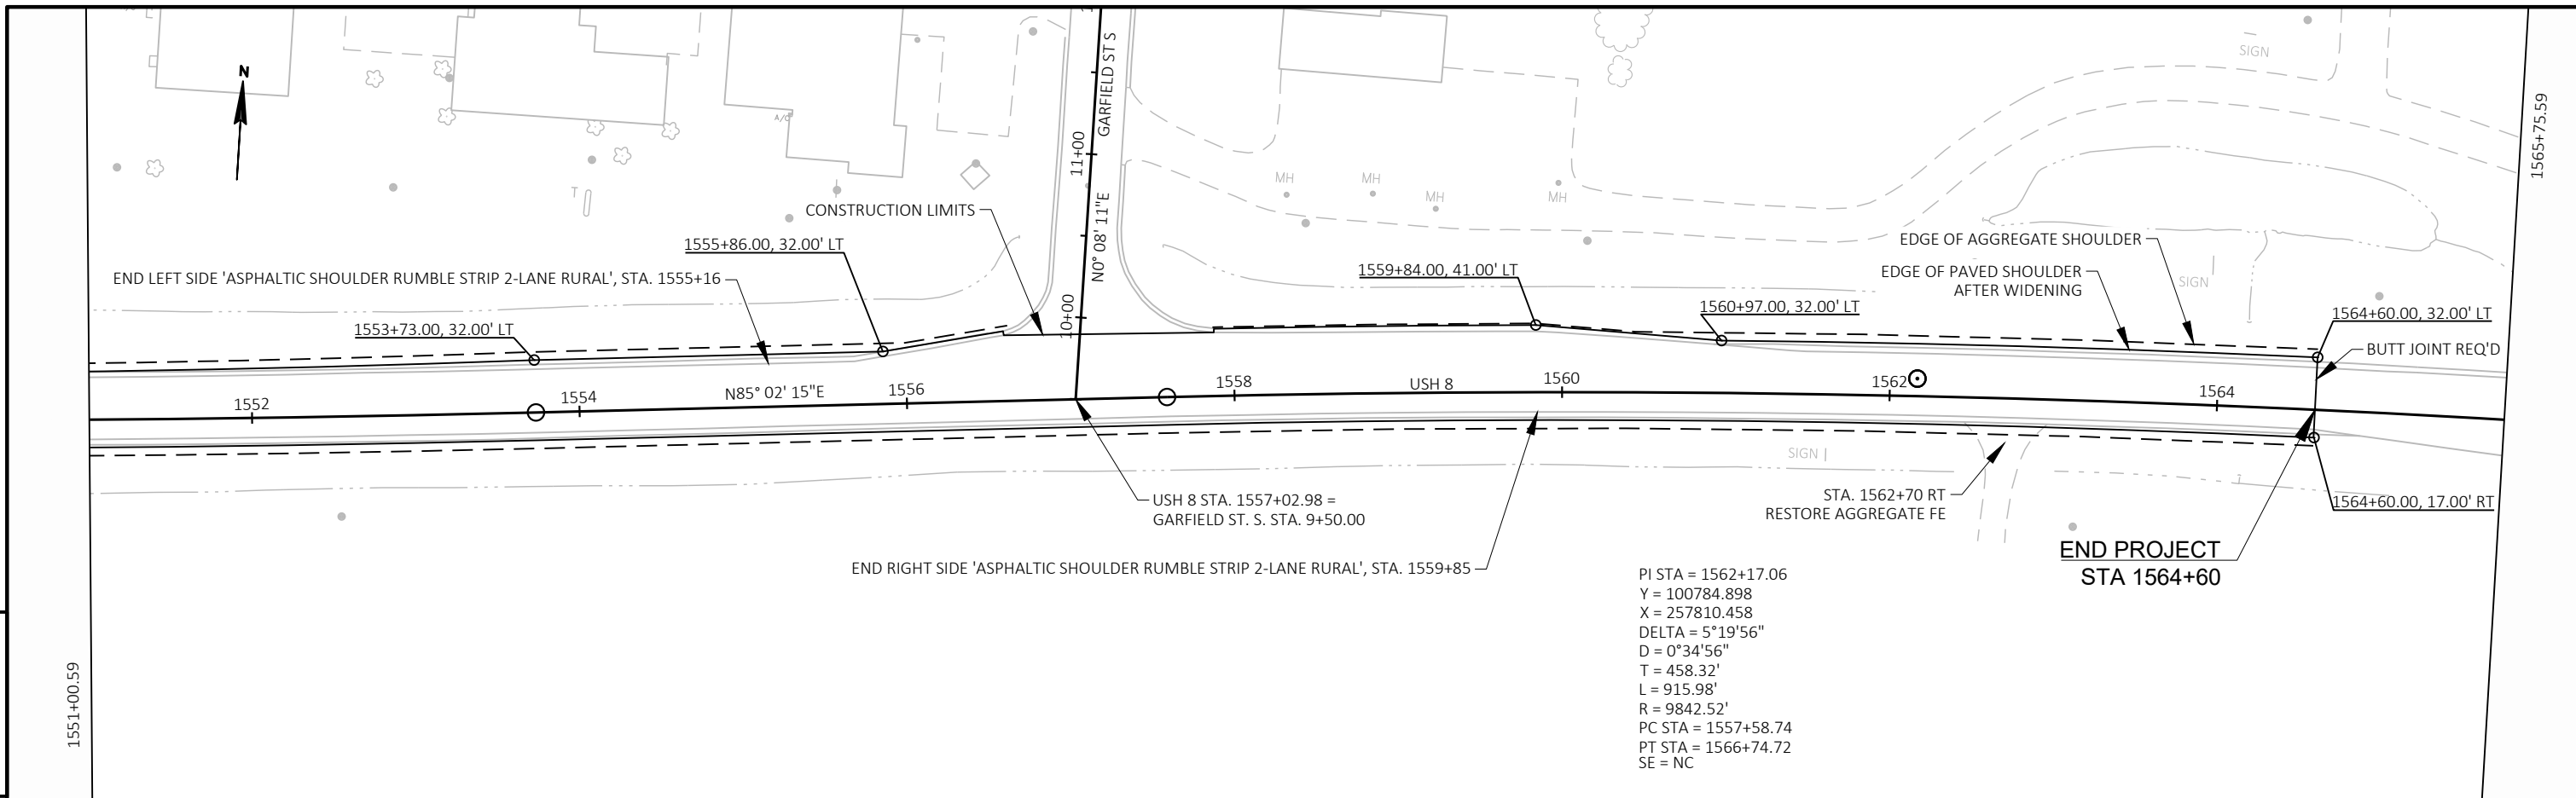 N
GARFIELD ST S
SIGN
A/C
11+00
1565+75.59
T
MH
MH
MH
MH
CONSTRUCTION LIMITS
N0° 08' 11"E
1555+86.00, 32.00' LT
EDGE OF AGGREGATE SHOULDER
1559+84.00, 41.00' LT
EDGE OF PAVED SHOULDER
AFTER WIDENING
END LEFT SIDE 'ASPHALTIC SHOULDER RUMBLE STRIP 2-LANE RURAL', STA. 1555+16
SIGN
1560+97.00, 32.00' LT
10+00
1564+60.00, 32.00' LT
1553+73.00, 32.00' LT
BUTT JOINT REQ'D
1552
1554
N85° 02' 15"E
1556
1558
USH 8
1560
1562
1564
SIGN
USH 8 STA. 1557+02.98 =
GARFIELD ST. S. STA. 9+50.00
STA. 1562+70 RT
RESTORE AGGREGATE FE
1564+60.00, 17.00' RT
END PROJECT
STA 1564+60
END RIGHT SIDE 'ASPHALTIC SHOULDER RUMBLE STRIP 2-LANE RURAL', STA. 1559+85
PI STA = 1562+17.06
Y = 100784.898
X = 257810.458
DELTA = 5°19'56"
D = 0°34'56"
T = 458.32'
L = 915.98'
R = 9842.52'
PC STA = 1557+58.74
PT STA = 1566+74.72
SE = NC
1551+00.59